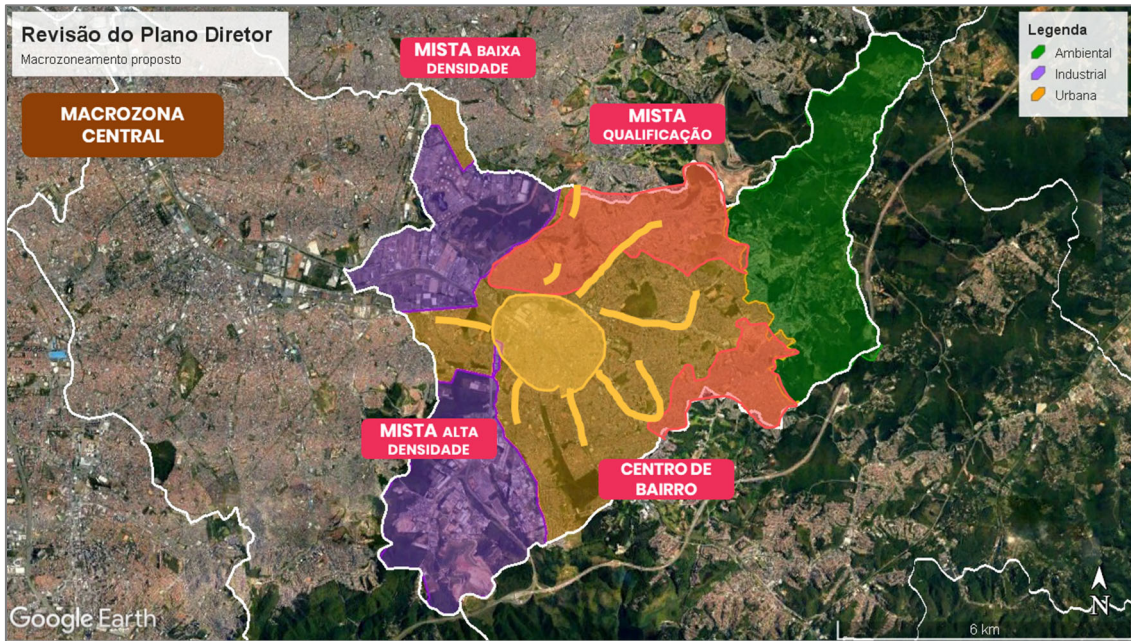 Revisão do Plano Diretor
Macrozoneamento proposto
MACROZONA
CENTRAL
MISTA BAIXA
DENSIDADE
MISTA
QUALIFICAÇÃO
Legenda
Ambiental
Industrial
Urbana
MISTA ALTA
DENSIDADE
CENTRO DE
BAIRRO
Google Earth
6 km
N